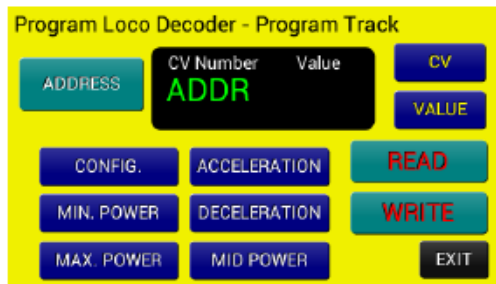 Program Loco Decoder - Program Track
ADDRESS
CV Number Value
ADDR
CV
VALUE
CONFIG. ACCELERATION READ
MIN. POWER DECELERATION WRITE
MAX. POWER MID POWER EXIT